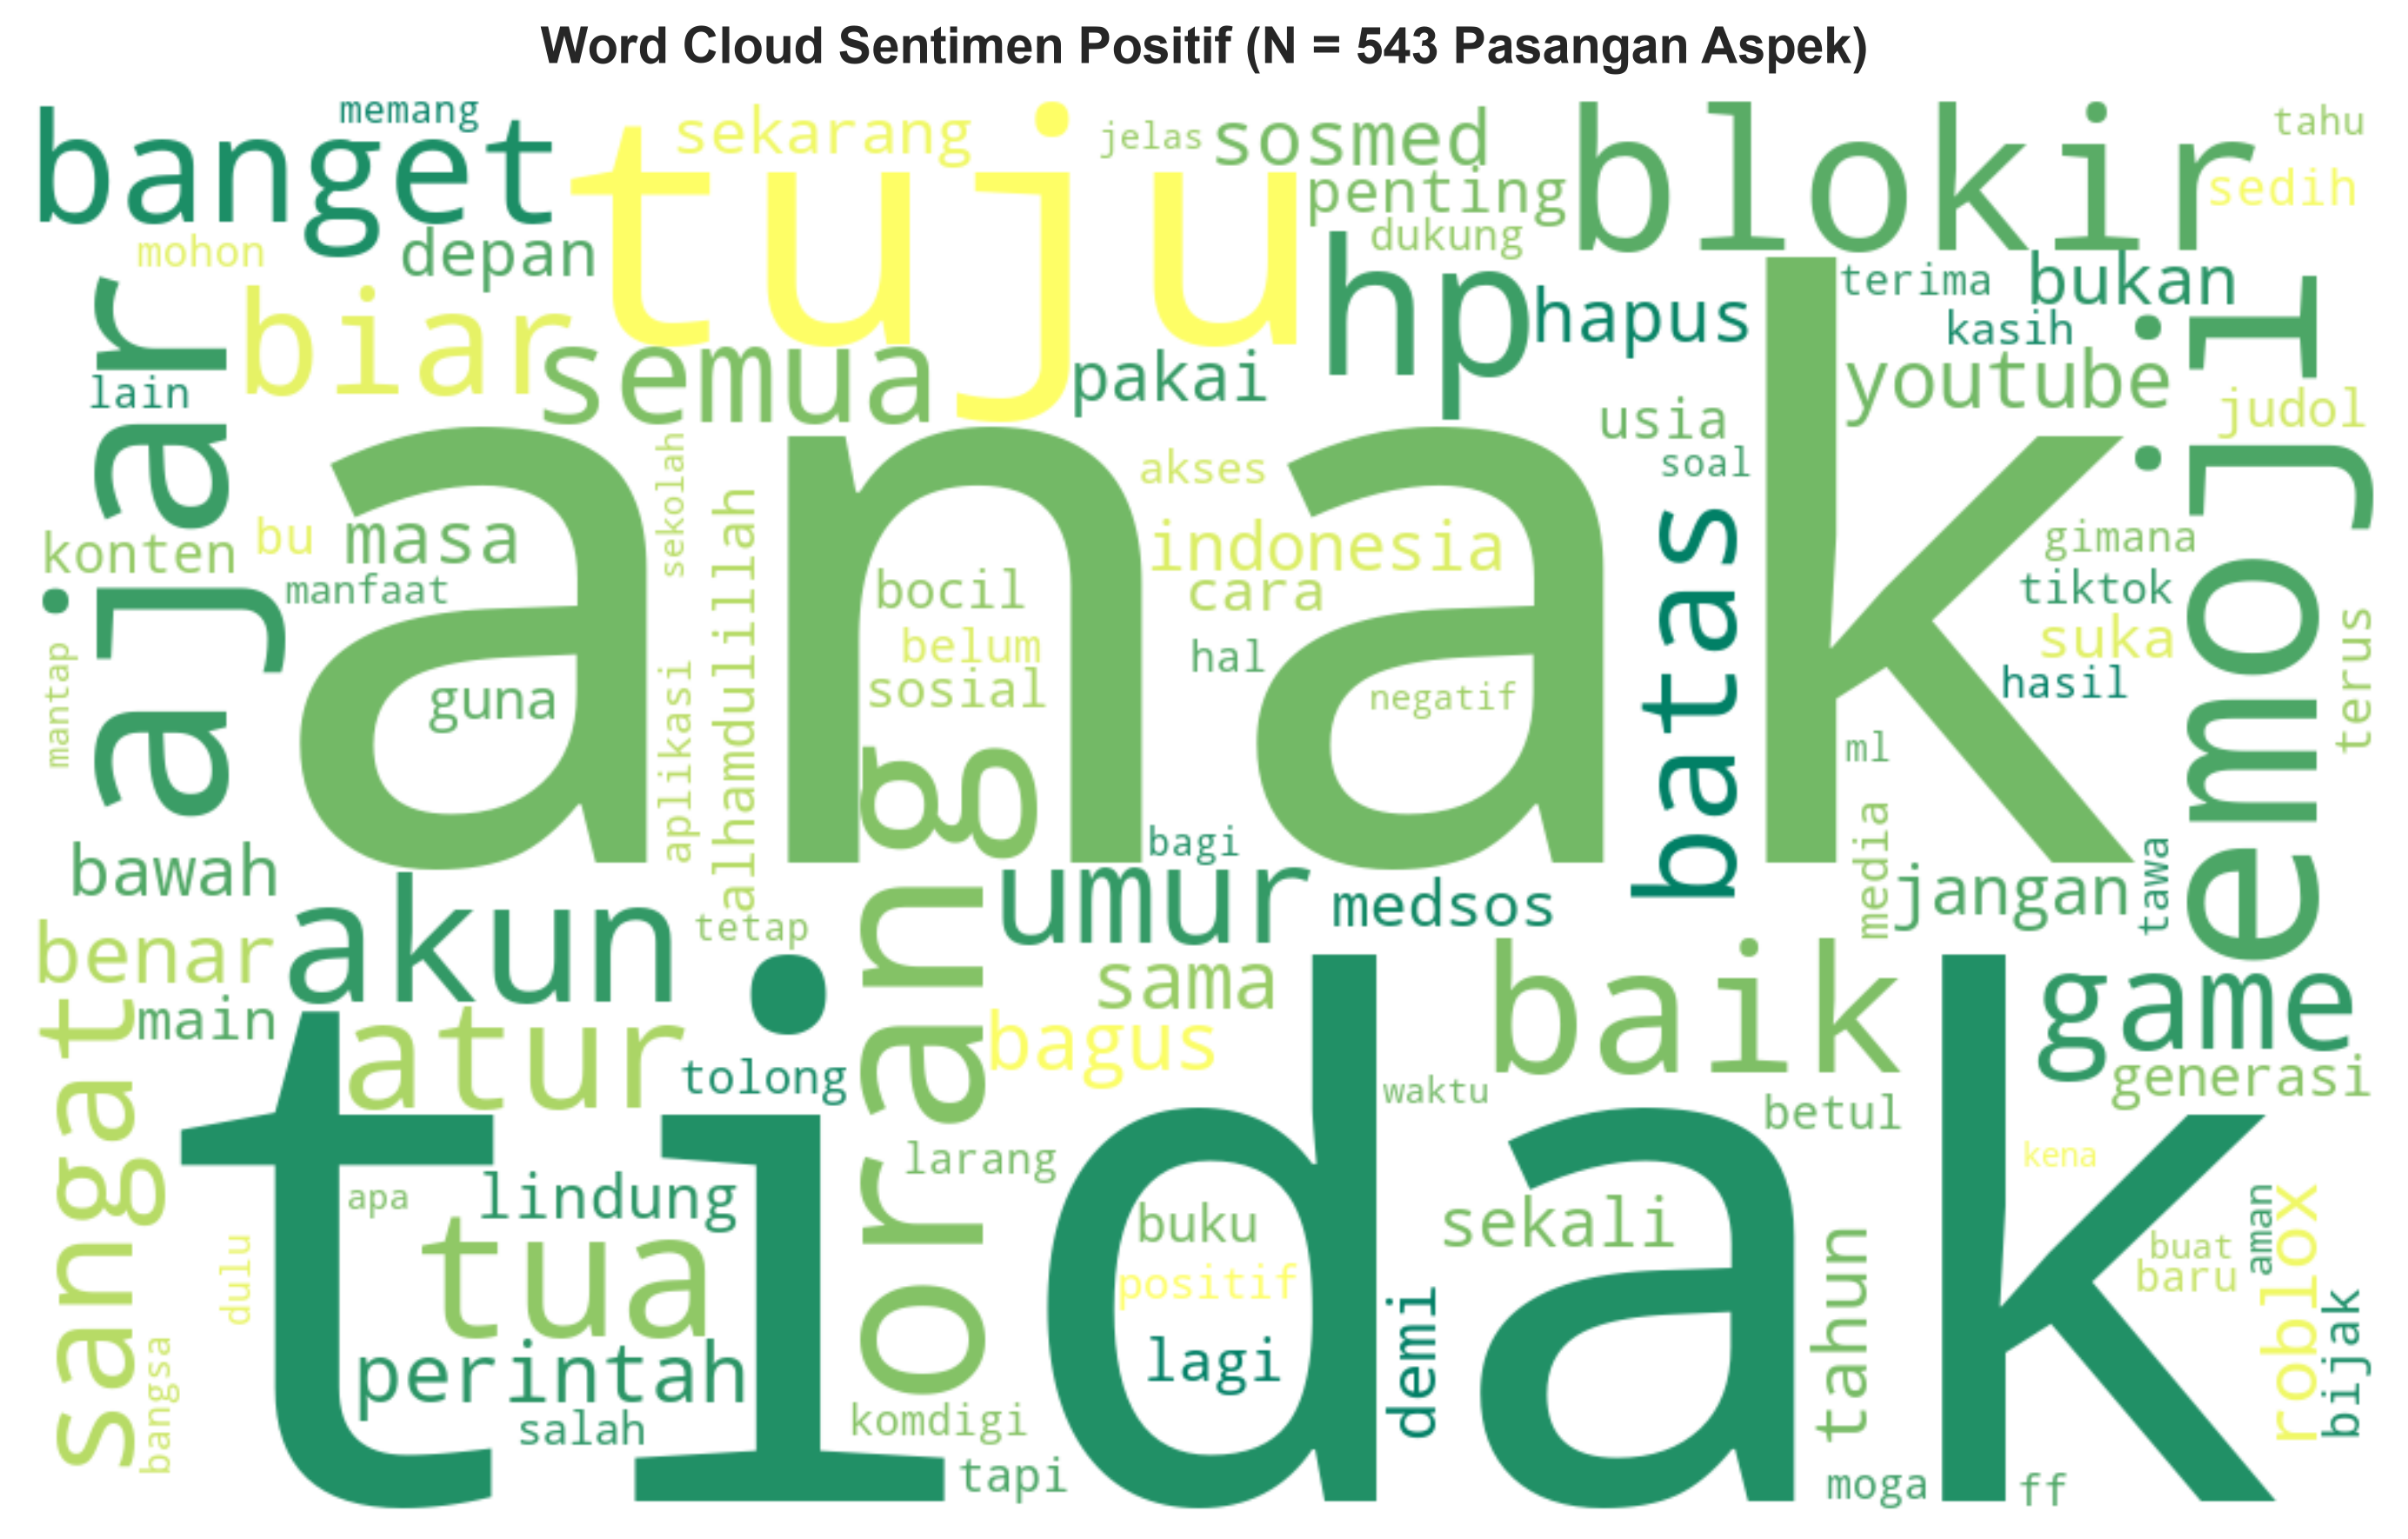 Word Cloud Sentimen Positif (N = 543 Pasangan Aspek)
memang
banget
sekarang
tuju
jelas
sosmed
penting
blokir
tahu
sedih
mohon
depan
dukung
hp
hapus
terima
kasih
bukan
biar
semua
pakai
lain
ajar
youtube
judol
usia
soal
akses
anak
sekolah
konten
bu
masa
manfaat
alhamdulillah
bocil
belum
sosial
indonesia
cara
hal
negatif
batas
gimana
tiktok
suka
hasil
emoji
terus
mantap
guna
aplikasi
ml
media
bagi
bawah
umur
medsos
jangan
tawa
akun
tetap
benar
main
sama
baik
game
generasi
sangat
atur
tolong
orang
bagus
waktu
betul
tidak
larang
kena
apa
lindung
tua
buku
positif
lagi
sekali
demi
tahun
buat
baru
aman
roblox
bijak
dulu
bangsa
perintah
salah
komdigi
tapi
moga
ff